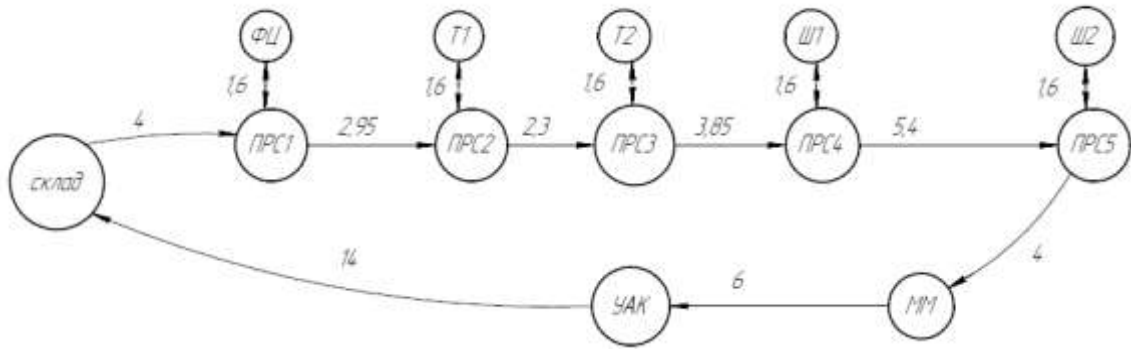 ФЦ Т1 Т2 Ш1 Ш2
1,6 1,6 1,6 1,6 1,6
4 2,95 2,3 3,85 5,4
склад ПРС1 ПРС2 ПРС3 ПРС4 ПРС5
14 6 4
УАК ММ